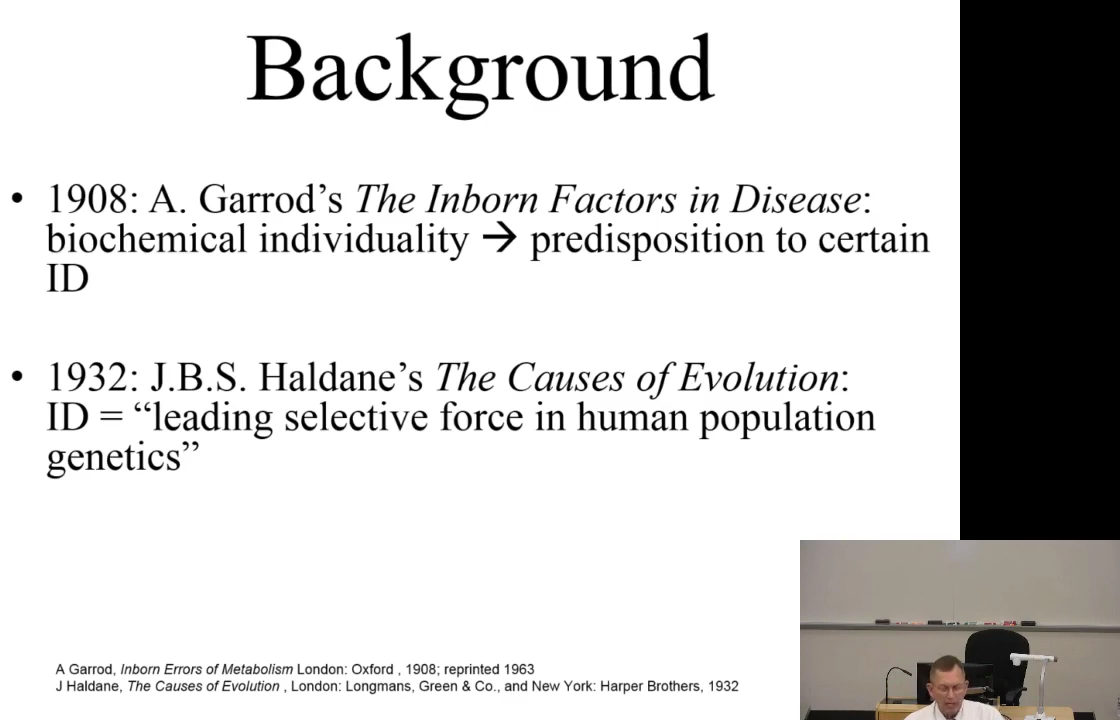 Background
• 1908: A. Garrod’s The Inborn Factors in Disease:
biochemical individuality → predisposition to certain
ID
• 1932: J.B.S. Haldane’s The Causes of Evolution:
ID = “leading selective force in human population
genetics”
A Garrod, Inborn Errors of Metabolism London: Oxford , 1908; reprinted 1963
J Haldane, The Causes of Evolution , London: Longmans, Green & Co., and New York: Harper Brothers, 1932